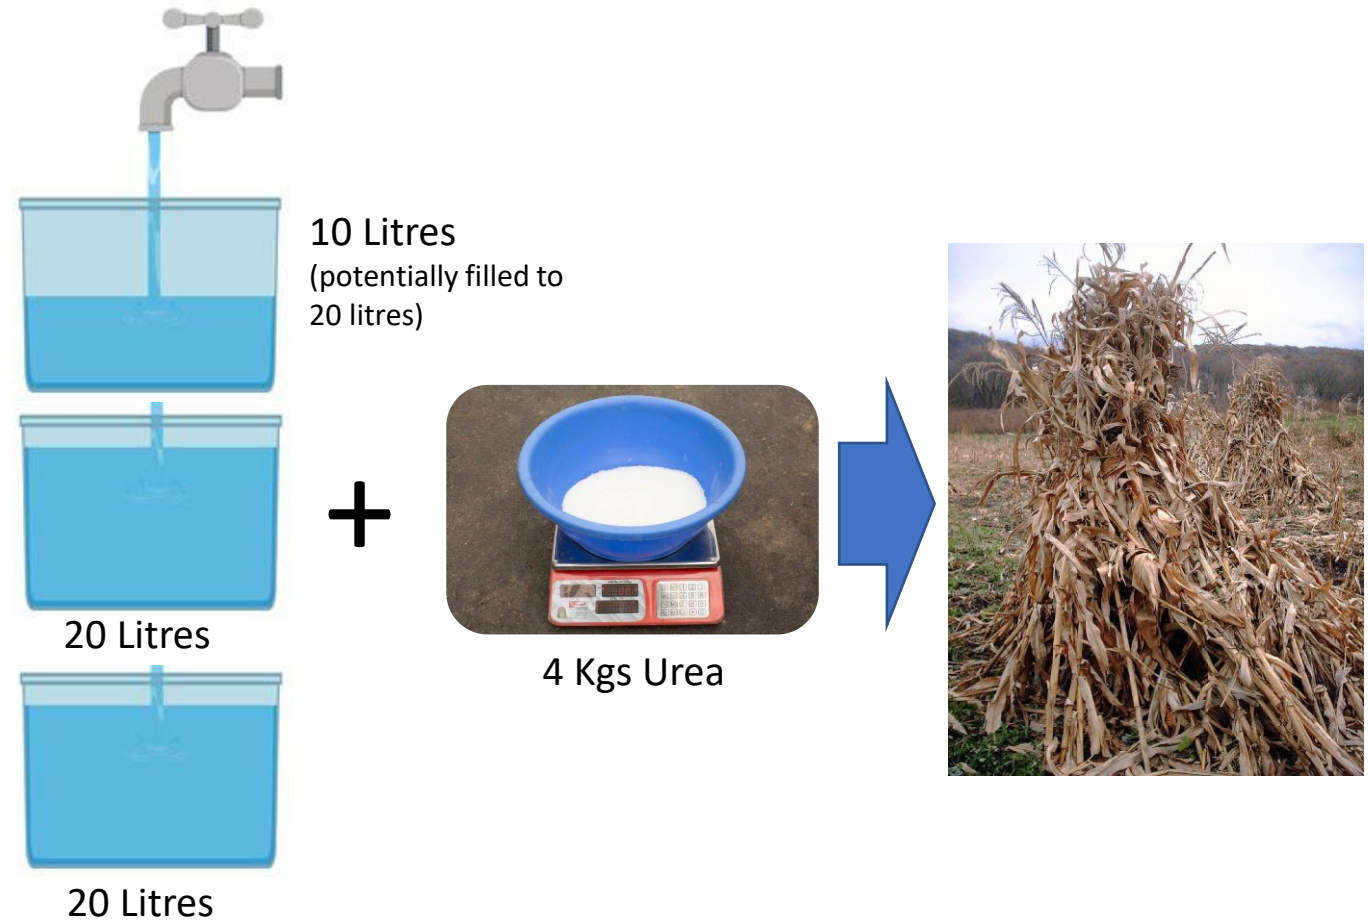 10 Litres
(potentially filled to
20 litres)
20 Litres
4 Kgs Urea
20 Litres